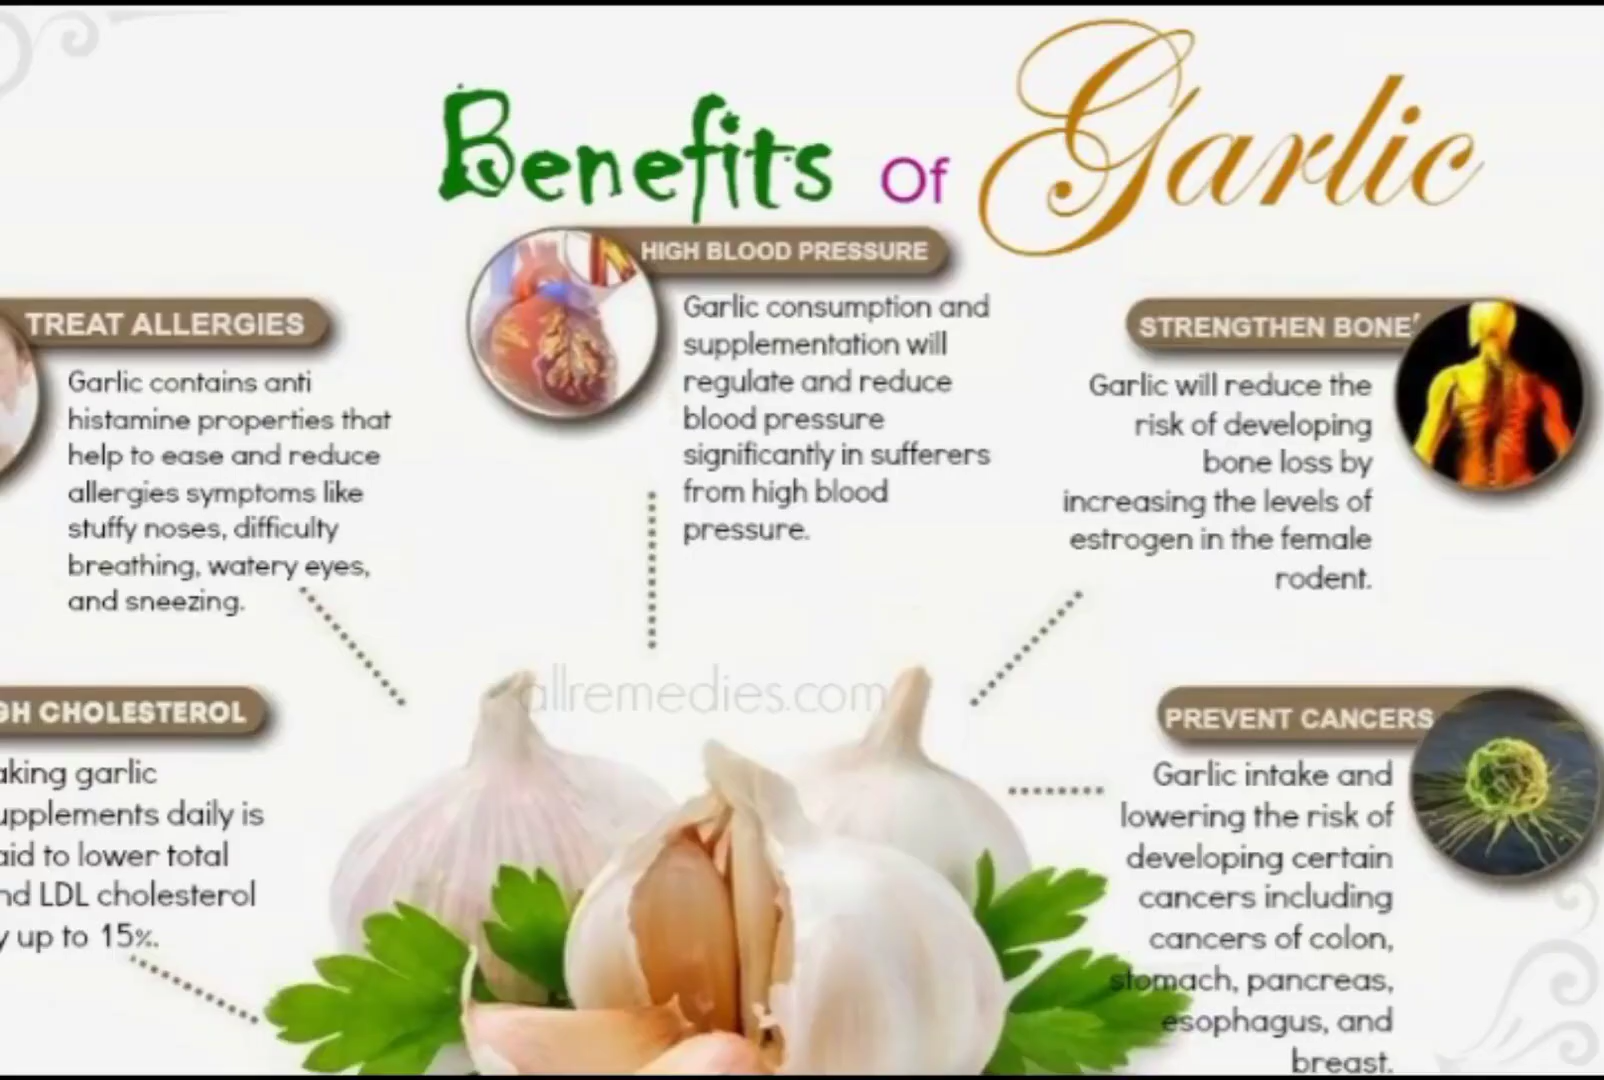 Benefits Of Garlic
HIGH BLOOD PRESSURE
Garlic consumption and
supplementation will
regulate and reduce
blood pressure
significantly in sufferers
from high blood
pressure.
TREAT ALLERGIES
Garlic contains anti
histamine properties that
help to ease and reduce
allergies symptoms like
stuffy noses, difficulty
breathing, watery eyes,
and sneezing.
STRENGTHEN BONE
Garlic will reduce the
risk of developing
bone loss by
increasing the levels of
estrogen in the female
rodent.
allremedies.com
GH CHOLESTEROL
aking garlic
upplements daily is
aid to lower total
nd LDL cholesterol
y up to 15%.
PREVENT CANCERS
Garlic intake and
lowering the risk of
developing certain
cancers including
cancers of colon,
stomach, pancreas,
esophagus, and
breast.